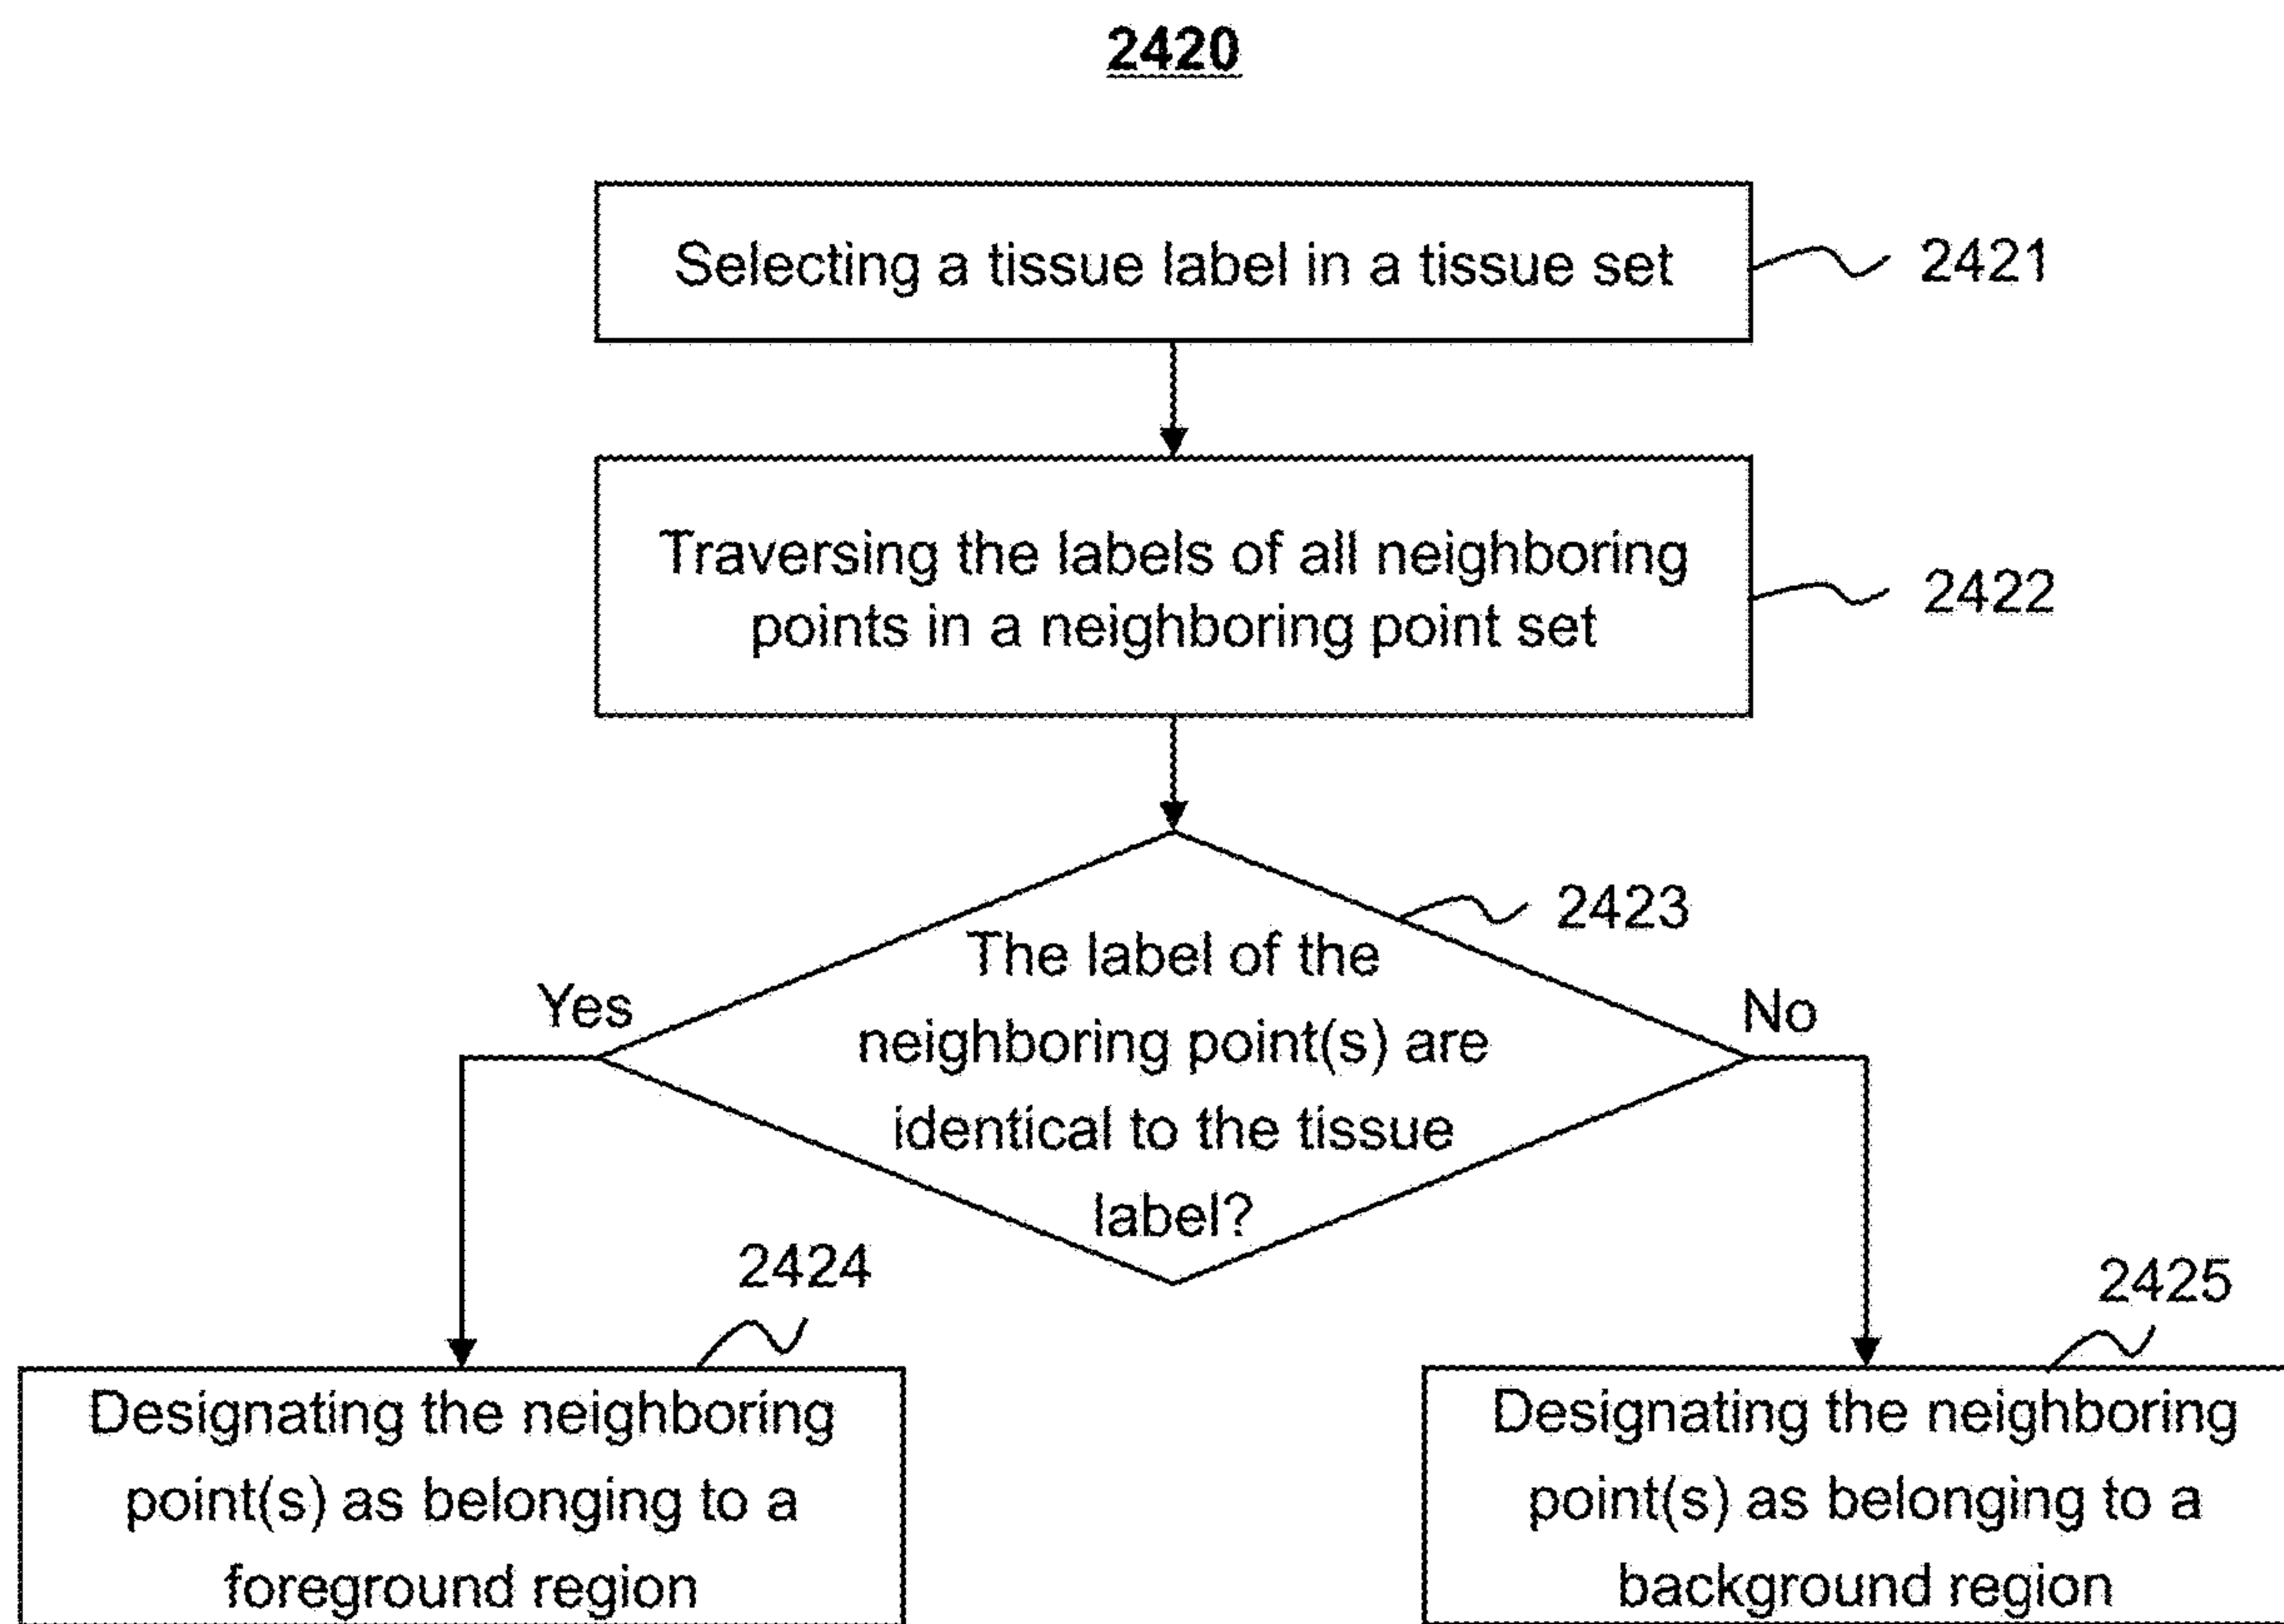 2420
Selecting a tissue label in a tissue set
2421
Traversing the labels of all neighboring
points in a neighboring point set
2422
2423
The label of the
neighboring point(s) are
identical to the tissue
label?
Yes
No
2424
2425
Designating the neighboring
point(s) as belonging to a
foreground region
Designating the neighboring
point(s) as belonging to a
background region